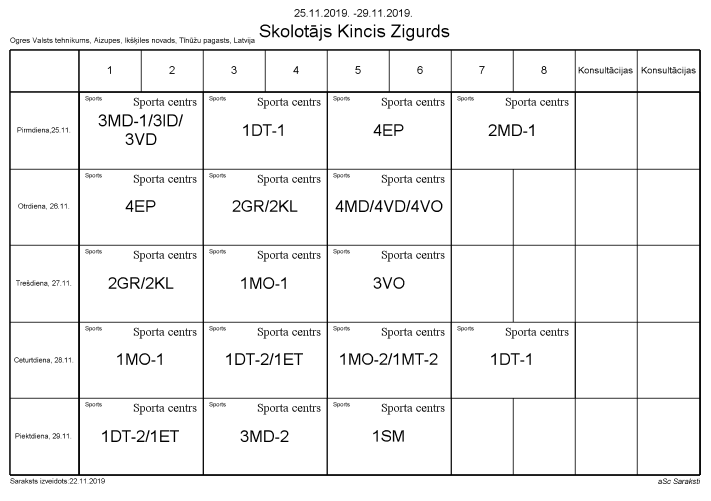 25.11.2019. -29.11.2019.
Ogres Valsts tehnikums, Aizupes, Ikšķiles novads, Tīnūžu pagasts, Latvija Skolotājs Kincis Zigurds
1 2 3 4 5 6 7 8 Konsultācijas Konsultācijas
Sports Sporta centrs Sports Sporta centrs Sports Sporta centrs Sports Sporta centrs
Pirmdiena,25.11. 3MD-1/3ID/ 1DT-1 4EP 2MD-1
3VD
Sports Sporta centrs Sports Sporta centrs Sports Sporta centrs
Otrdiena, 26.11. 4EP 2GR/2KL 4MD/4VD/4VO
Sports Sporta centrs Sports Sporta centrs Sports Sporta centrs
Trešdiena, 27.11. 2GR/2KL 1MO-1 3VO
Sports Sporta centrs Sports Sporta centrs Sports Sporta centrs Sports Sporta centrs
Ceturtdiena, 28.11. 1MO-1 1DT-2/1ET 1MO-2/1MT-2 1DT-1
Sports Sporta centrs Sports Sporta centrs Sports Sporta centrs
Piektdiena, 29.11. 1DT-2/1ET 3MD-2 1SM
Saraksts izveidots:22.11.2019 aSc Saraksti